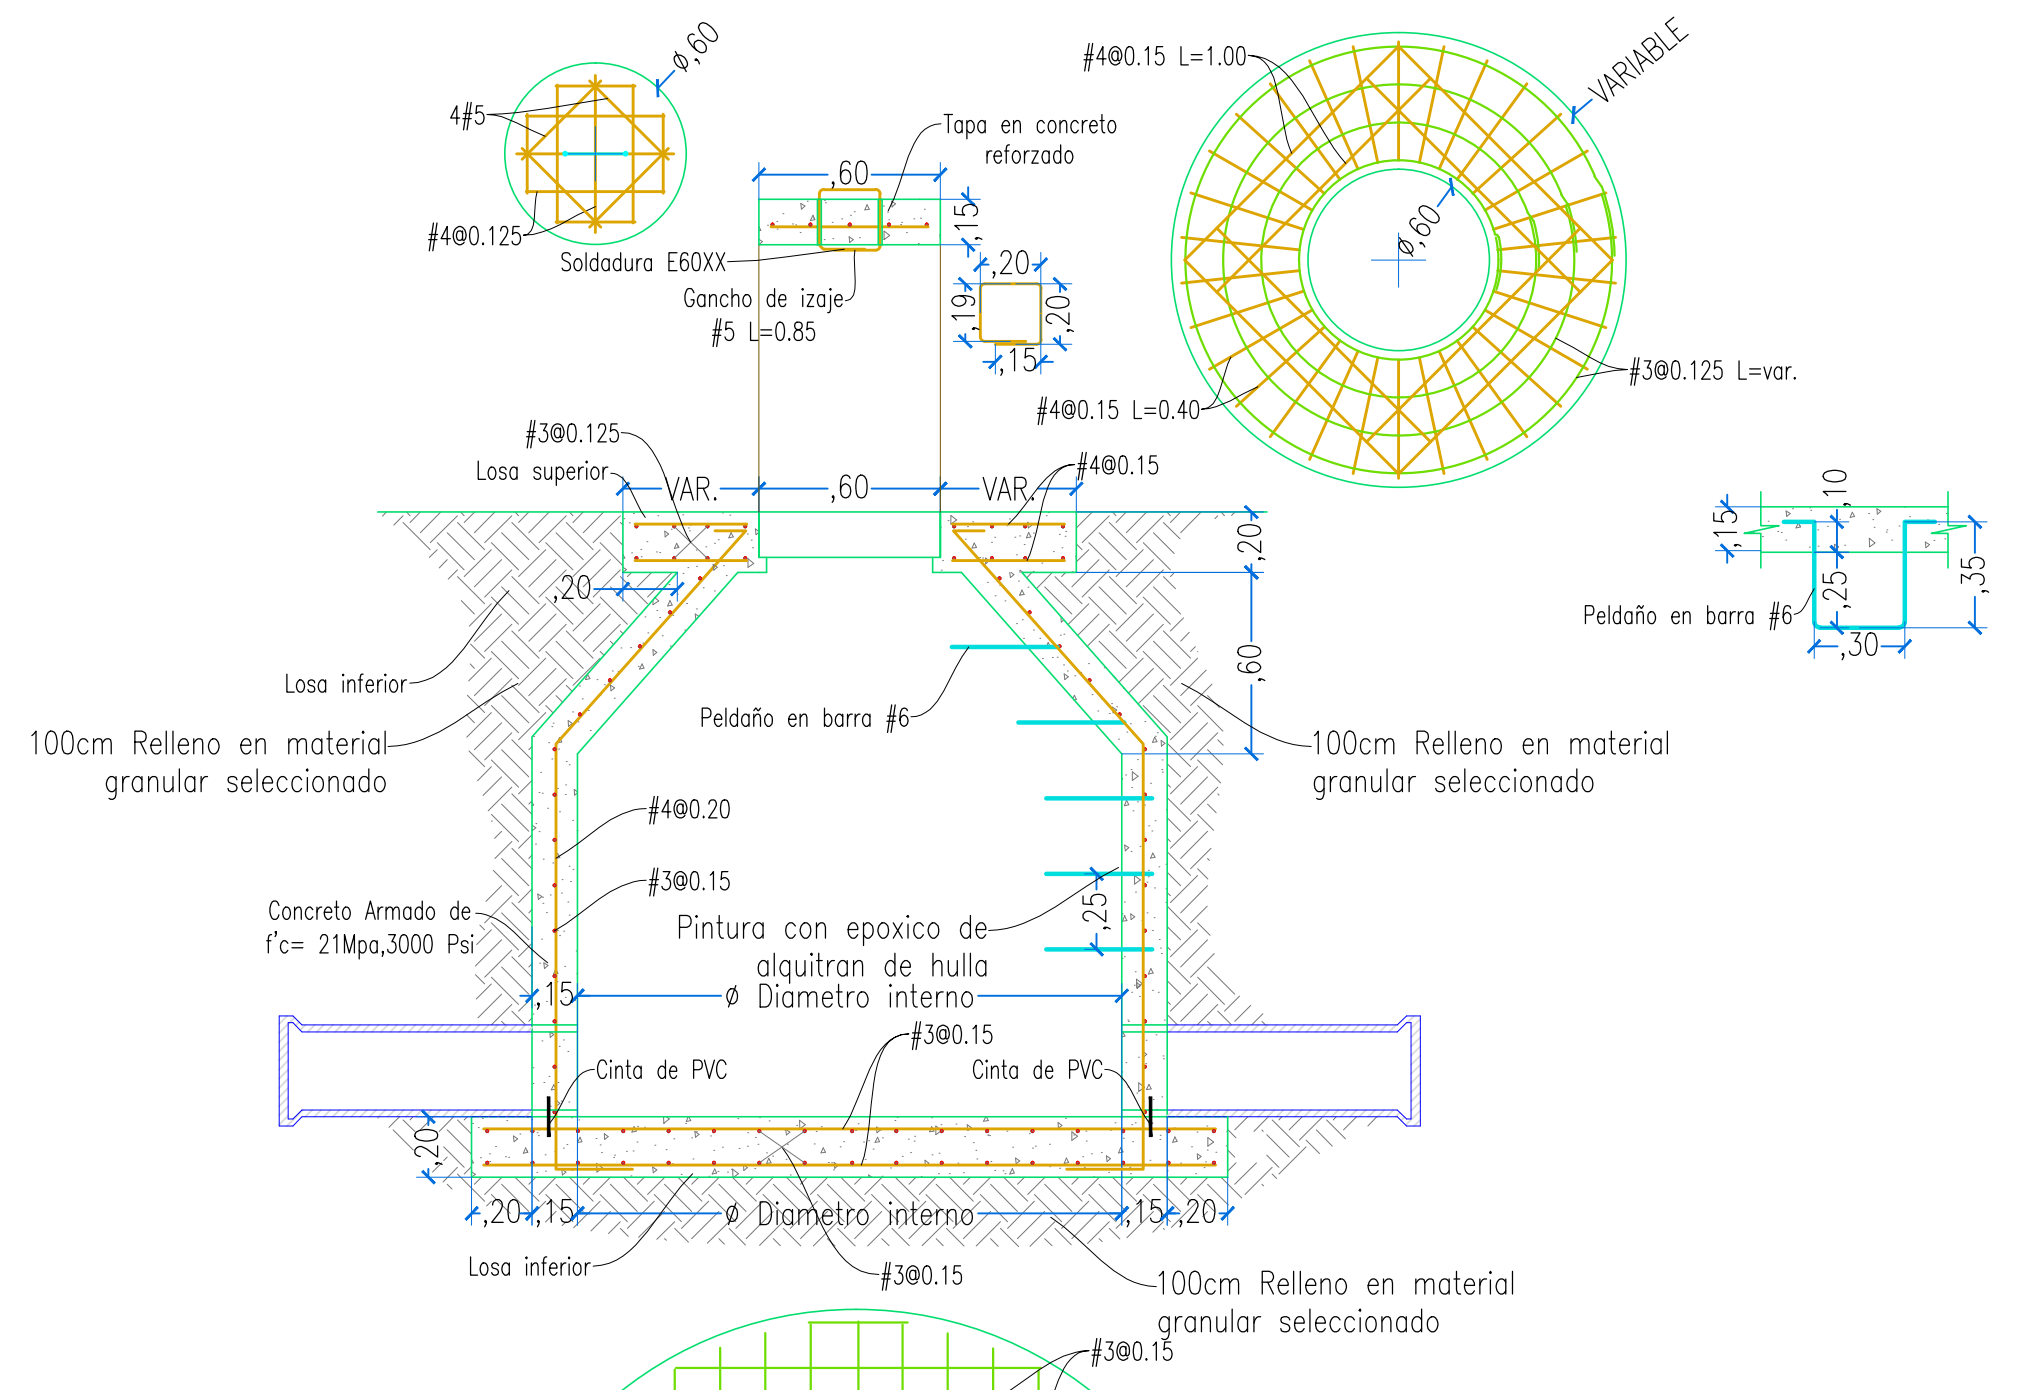 Ø,60
4#5
#4@0.125
#4@0.15 L=1.00
VARIABLE
Ø,60
#3@0.125 L=var.
#4@0.15 L=0.40
Tapa en concreto
reforzado
,60
,15
Soldadura E60XX
Gancho de izaje
#5 L=0.85
,20
,19
,20
,15
#3@0.125
Losa superior
VAR.
,60
VAR.
#4@0.15
,20
,20
,60
,15
,10
,25
,35
,30
Peldaño en barra #6
Losa inferior
100cm Relleno en material
granular seleccionado
Peldaño en barra #6
100cm Relleno en material
granular seleccionado
#4@0.20
#3@0.15
Concreto Armado de
f'c= 21Mpa,3000 Psi
Pintura con epoxico de
alquitran de hulla
,25
,15
Ø Diametro interno
#3@0.15
Cinta de PVC
Cinta de PVC
,20
,20
,15
Ø Diametro interno
,15
,20
Losa inferior
#3@0.15
100cm Relleno en material
granular seleccionado
#3@0.15